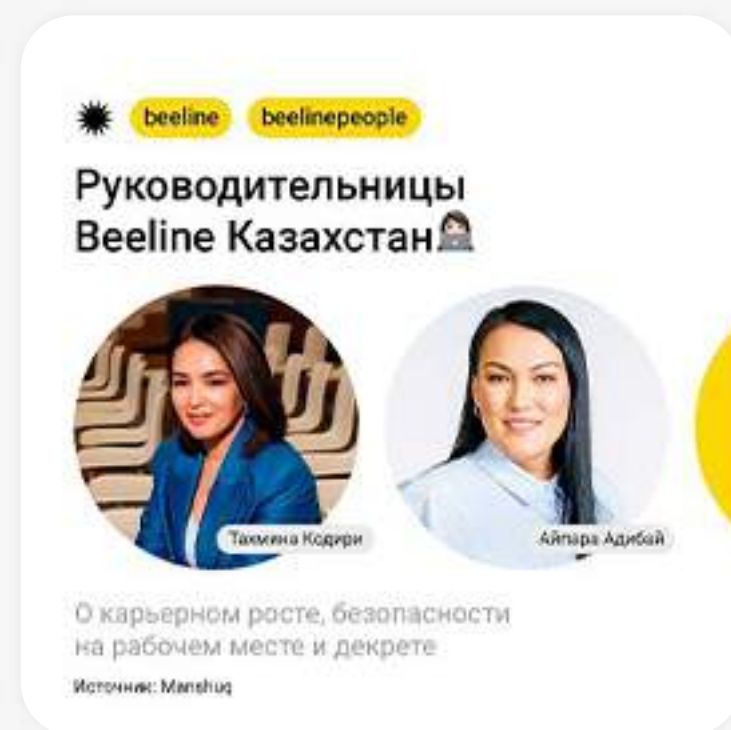 beeline beelinepeople
Руководительницы
Beeline Казахстан
Тахмина Кодири
Айпара Адибай
О карьерном росте, безопасности
на рабочем месте и декрете
Источник: Manshuq